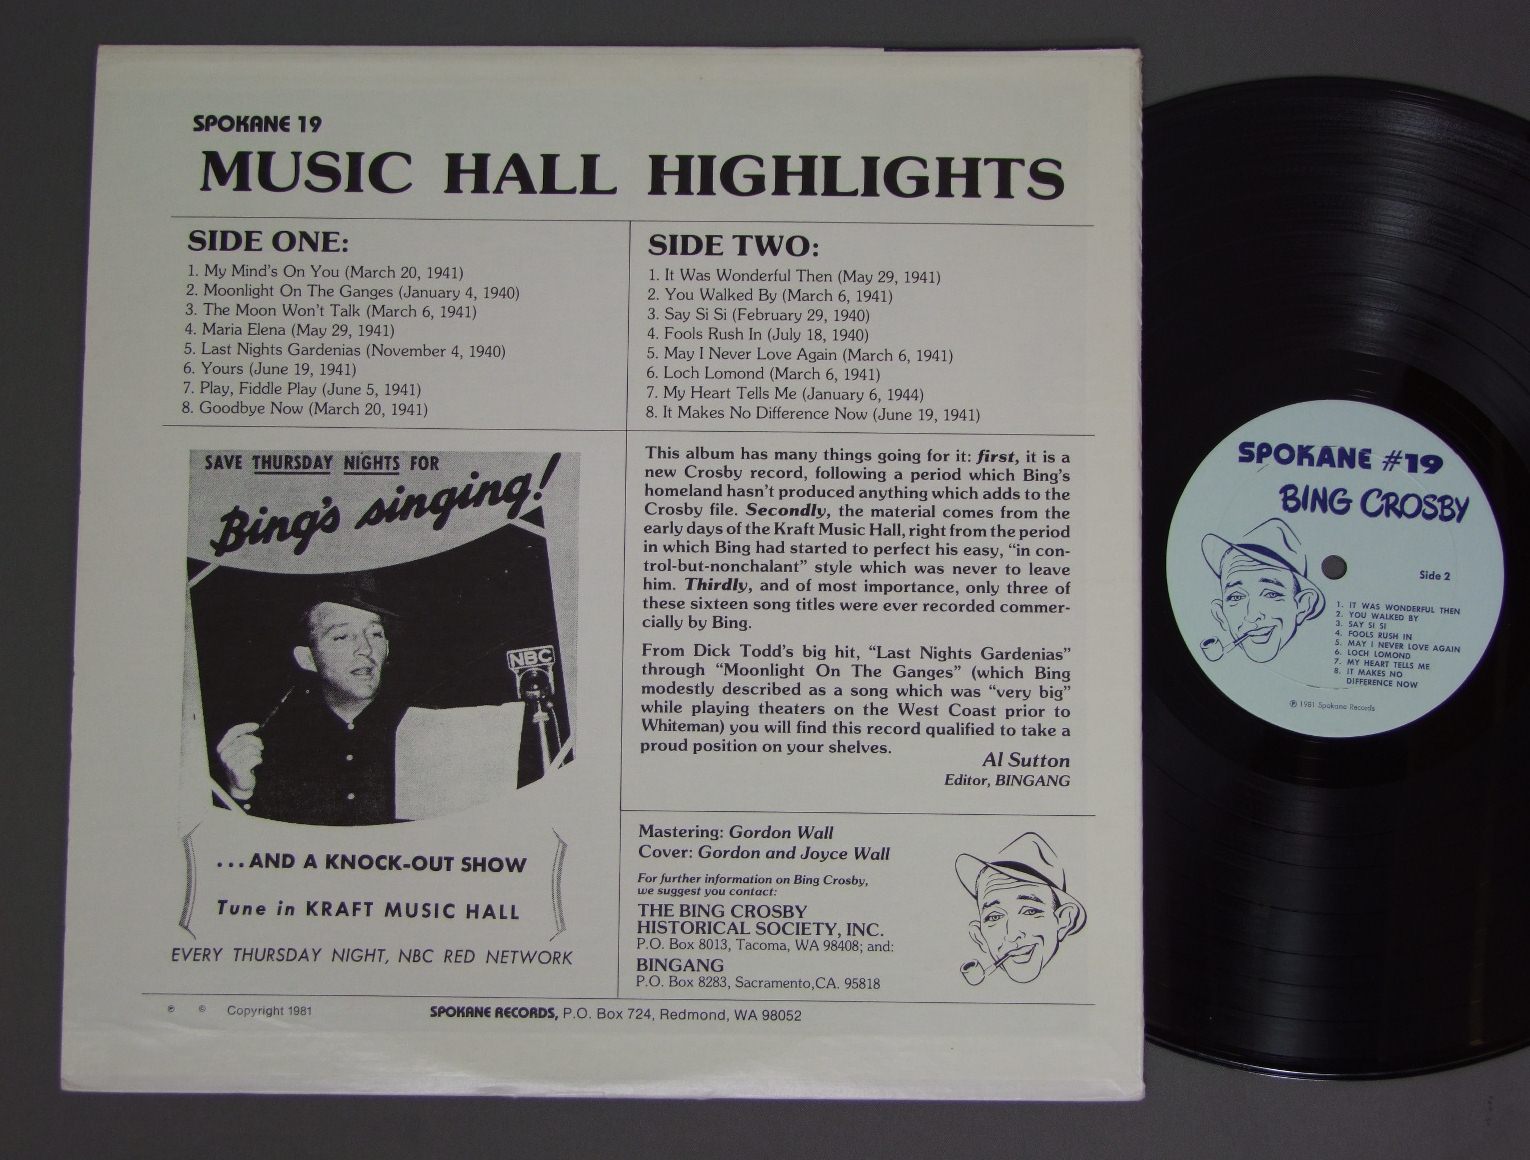 SPOKANE 19
MUSIC HALL HIGHLIGHTS
SIDE ONE:
1. My Mind's On You (March 20, 1941)
2. Moonlight On The Ganges (January 4, 1940)
3. The Moon Won't Talk (March 6, 1941)
4. Maria Elena (May 29, 1941)
5. Last Nights Gardenias (November 4, 1940)
6. Yours (June 19, 1941)
7. Play, Fiddle Play (June 5, 1941)
8. Goodbye Now (March 20, 1941)
SIDE TWO:
1. It Was Wonderful Then (May 29, 1941)
2. You Walked By (March 6, 1941)
3. Say Si Si (February 29, 1940)
4. Fools Rush In (July 18, 1940)
5. May I Never Love Again (March 6, 1941)
6. Loch Lomond (March 6, 1941)
7. My Heart Tells Me (January 6, 1944)
8. It Makes No Difference Now (June 19, 1941)
SAVE THURSDAY NIGHTS FOR
Bing's singing!
NBC
...AND A KNOCK-OUT SHOW
Tune in KRAFT MUSIC HALL
EVERY THURSDAY NIGHT, NBC RED NETWORK
This album has many things going for it: first, it is a
new Crosby record, following a period which Bing's
homeland hasn't produced anything which adds to the
Crosby file. Secondly, the material comes from the
early days of the Kraft Music Hall, right from the period
in which Bing had started to perfect his easy, "in con-
trol-but-nonchalant" style which was never to leave
him. Thirdly, and of most importance, only three of
these sixteen song titles were ever recorded commer-
cially by Bing.
From Dick Todd's big hit, "Last Nights Gardenias"
through "Moonlight On The Ganges" (which Bing
modestly described as a song which was "very big"
while playing theaters on the West Coast prior to
Whiteman) you will find this record qualified to take a
proud position on your shelves.
Al Sutton
Editor, BINGANG
Mastering: Gordon Wall
Cover: Gordon and Joyce Wall
For further information on Bing Crosby,
we suggest you contact:
THE BING CROSBY
HISTORICAL SOCIETY, INC.
P.O. Box 8013, Tacoma, WA 98408; and:
BINGANG
P.O. Box 8283, Sacramento,CA. 95818
℗ © Copyright 1981
SPOKANE RECORDS, P.O. Box 724, Redmond, WA 98052
SPOKANE #19
BING CROSBY
Side 2
1. IT WAS WONDERFUL THEN
2. YOU WALKED BY
3. SAY SI SI
4. FOOLS RUSH IN
5. MAY I NEVER LOVE AGAIN
6. LOCH LOMOND
7. MY HEART TELLS ME
8. IT MAKES NO
DIFFERENCE NOW
℗ 1981 Spokane Records